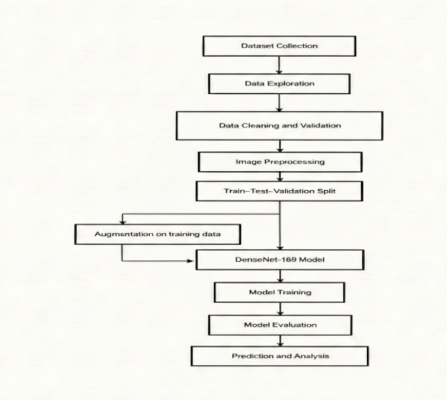 Dataset Collection
Data Exploration
Data Cleaning and Validation
Image Preprocessing
Train-Test-Validation Split
Augmentation on training data
DenseNet-169 Model
Model Training
Model Evaluation
Prediction and Analysis